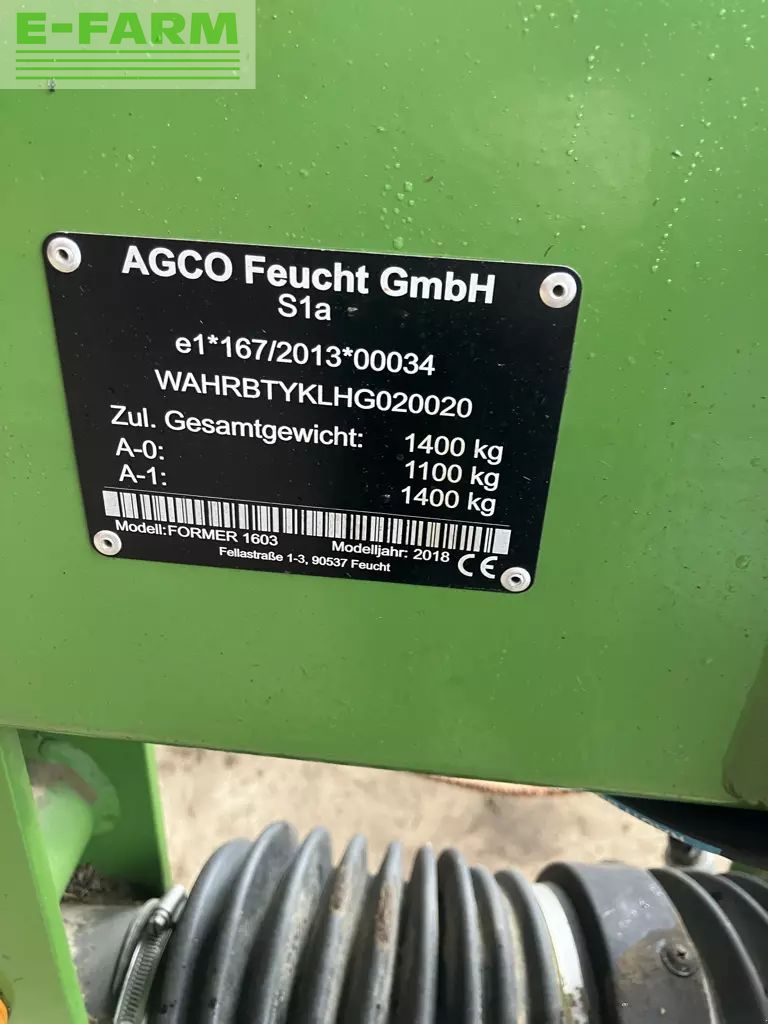 E-FARM
AGCO Feucht GmbH
S1a
e1*167/2013*00034
WAHRBTYKLHG020020
Zul. Gesamtgewicht: 1400 kg
A-0: 1100 kg
A-1: 1400 kg
Modell:FORMER 1603 Modelljahr: 2018 CE
Fellastraße 1-3, 90537 Feucht